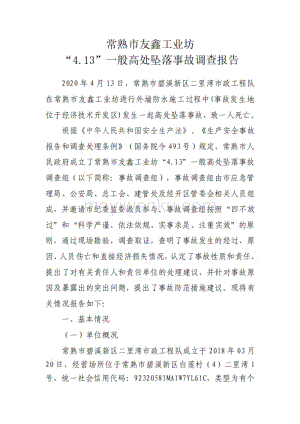 常熟市友鑫工业坊
“4.13”一般高处坠落事故调查报告
2020年4月13日，常熟市碧溪新区二里湾市政工程队
在常熟市友鑫工业坊进行外墙防水施工过程中(事故发生地
位于经济技术开发区)发生一起高处坠落事故，致一人死亡。
根据《中华人民共和国安全生产法》、《生产安全事故
报告和调查处理条例》(国务院令493号)规定，常熟市人
民政府成立了常熟市友鑫工业坊“4.13”一般高处坠落事故
调查组(以下简称：事故调查组)。事故调查组由市应急管
理局、公安局、总工会、建管处及经开区管委会相关人员组
成，并邀请市纪委监委派员参与。事故调查组按照“四不放
过”和“科学严谨、依法依规、实事求是、注重实效”的原
则，通过现场勘验、调查取证，查明了事故发生的经过、原
因、人员伤亡和直接经济损失情况，认定了事故性质和责任，
提出了对有关责任人和责任单位的处理建议，并针对事故原
因及暴露出的突出问题，提出了事故防范措施建议。现将有
关情况报告如下：
一、基本情况
（一）单位概况
常熟市碧溪新区二里湾市政工程队成立于2018年03月
20日，经营场所位于常熟市碧溪新区白莲村（4）二里湾1
号，统一社会信用代码：92320581MA1W7YL61C，类型为有个